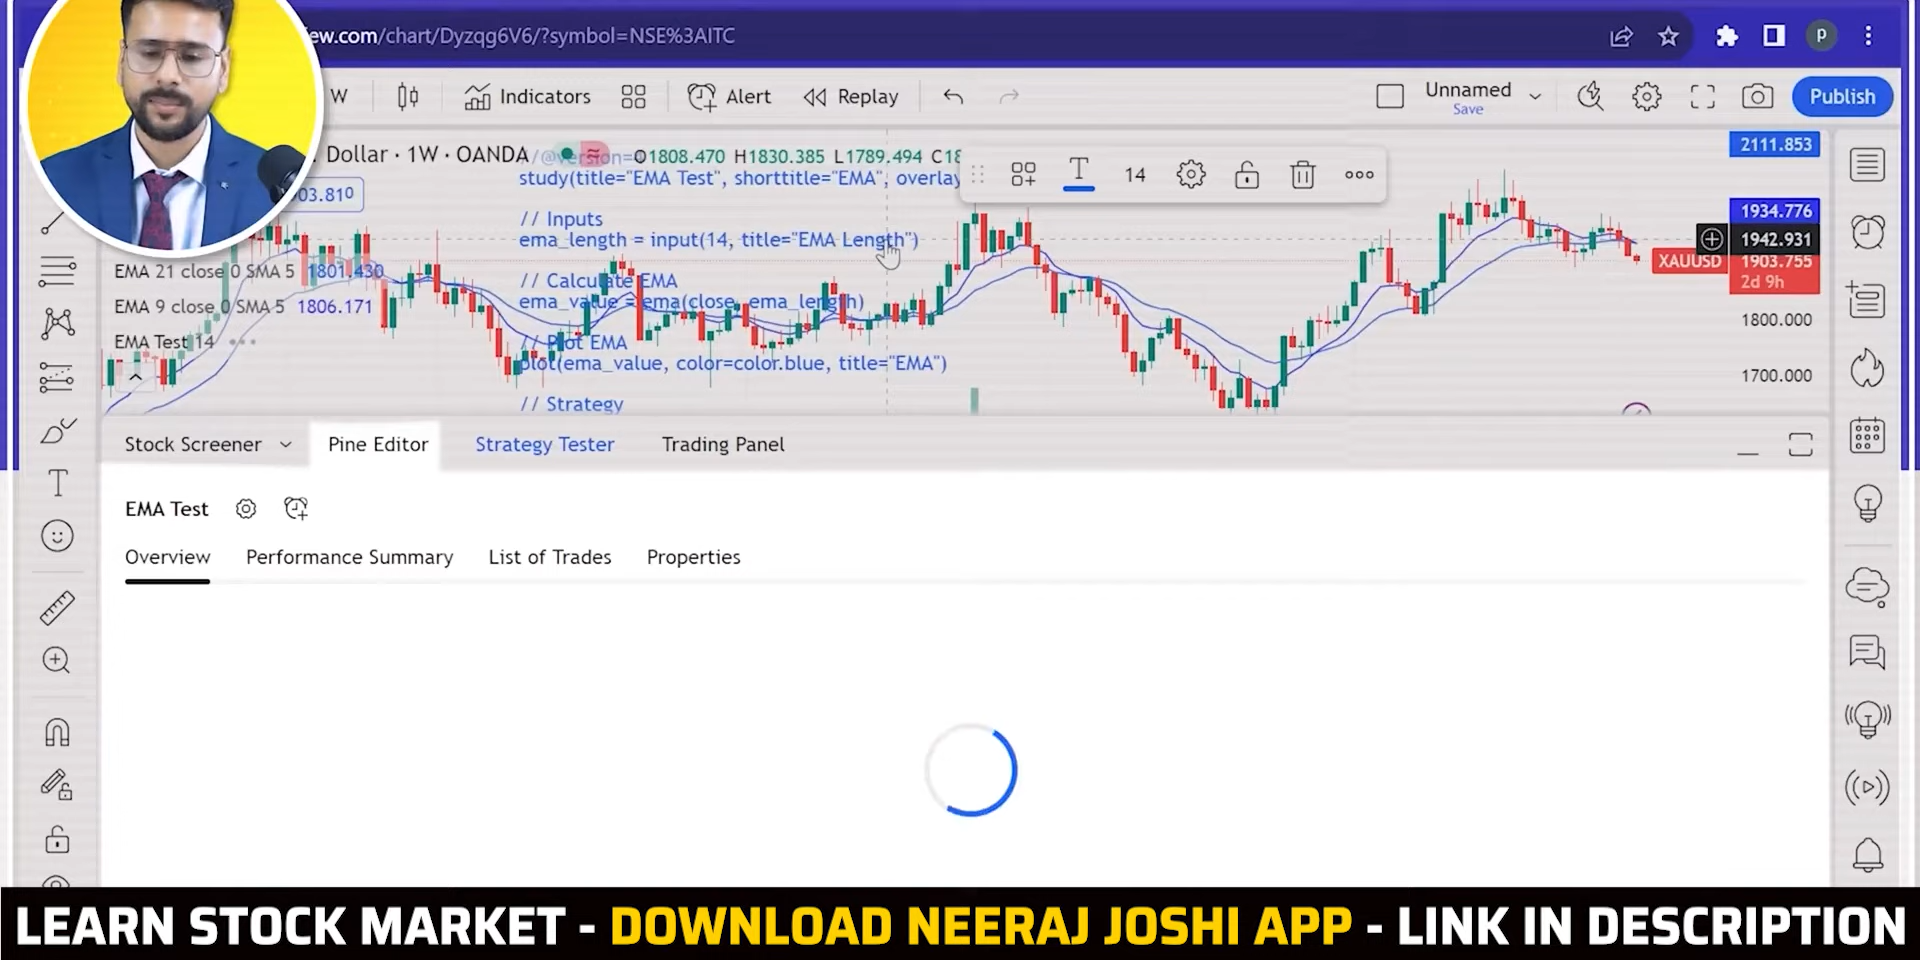 ew.com/chart/Dyzqg6V6/?symbol=NSE%3AITC
P
W
Indicators
Alert
Replay
Unnamed
Save
Publish
Dollar · 1W · OANDA
O1808.470 H1830.385 L1789.494 C18
//@version=4
study(title="EMA Test", shorttitle="EMA", overlay
14
03.810
// Inputs
ema_length = input(14, title="EMA Length")
EMA 21 close 0 SMA 5 1801.430
// Calculate EMA
ema_value = ema(close, ema_length)
EMA 9 close 0 SMA 5 1806.171
EMA Test 14
// Plot EMA
plot(ema_value, color=color.blue, title="EMA")
// Strategy
2111.853
1934.776
1942.931
XAUUSD 1903.755
2d 9h
1800.000
1700.000
Stock Screener
Pine Editor
Strategy Tester
Trading Panel
EMA Test
Overview
Performance Summary
List of Trades
Properties
LEARN STOCK MARKET - DOWNLOAD NEERAJ JOSHI APP - LINK IN DESCRIPTION